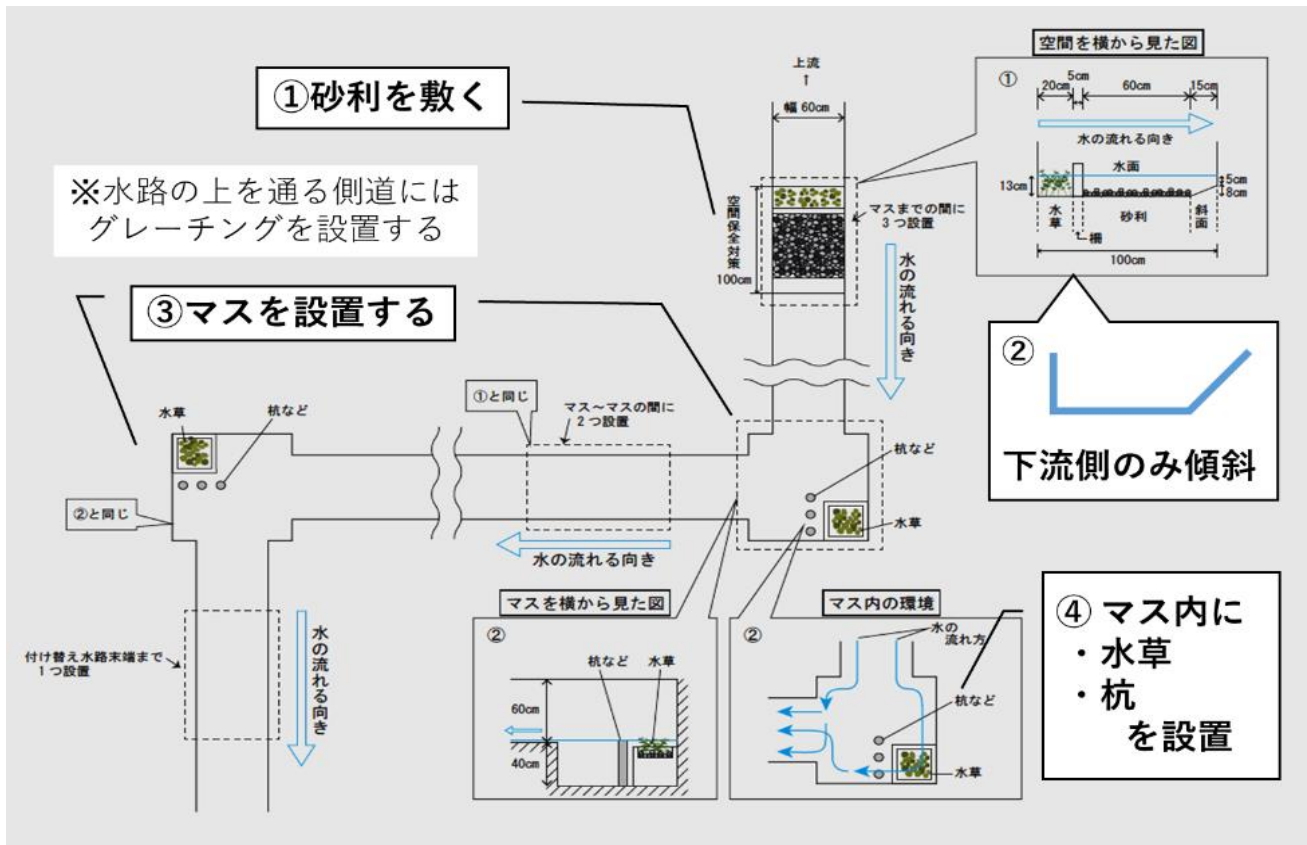 ①砂利を敷く
※水路の上を通る側道には
グレーチングを設置する
③マスを設置する
上流
↑
幅 60cm
空間保全対策
100cm
マスまでの間に
3つ設置
水の流れる向き
空間を横から見た図
①
20cm
5cm
60cm
15cm
水の流れる向き
水面
13cm
5cm
8cm
水草
柵
砂利
斜面
100cm
②
下流側のみ傾斜
①と同じ
マス～マスの間に
2つ設置
水草
杭など
②と同じ
杭など
水草
水の流れる向き
付け替え水路末端まで
1つ設置
水の流れる向き
マスを横から見た図
②
杭など
水草
60cm
40cm
マス内の環境
②
水の
流れ方
杭など
水草
④ マス内に
・水草
・杭
を設置